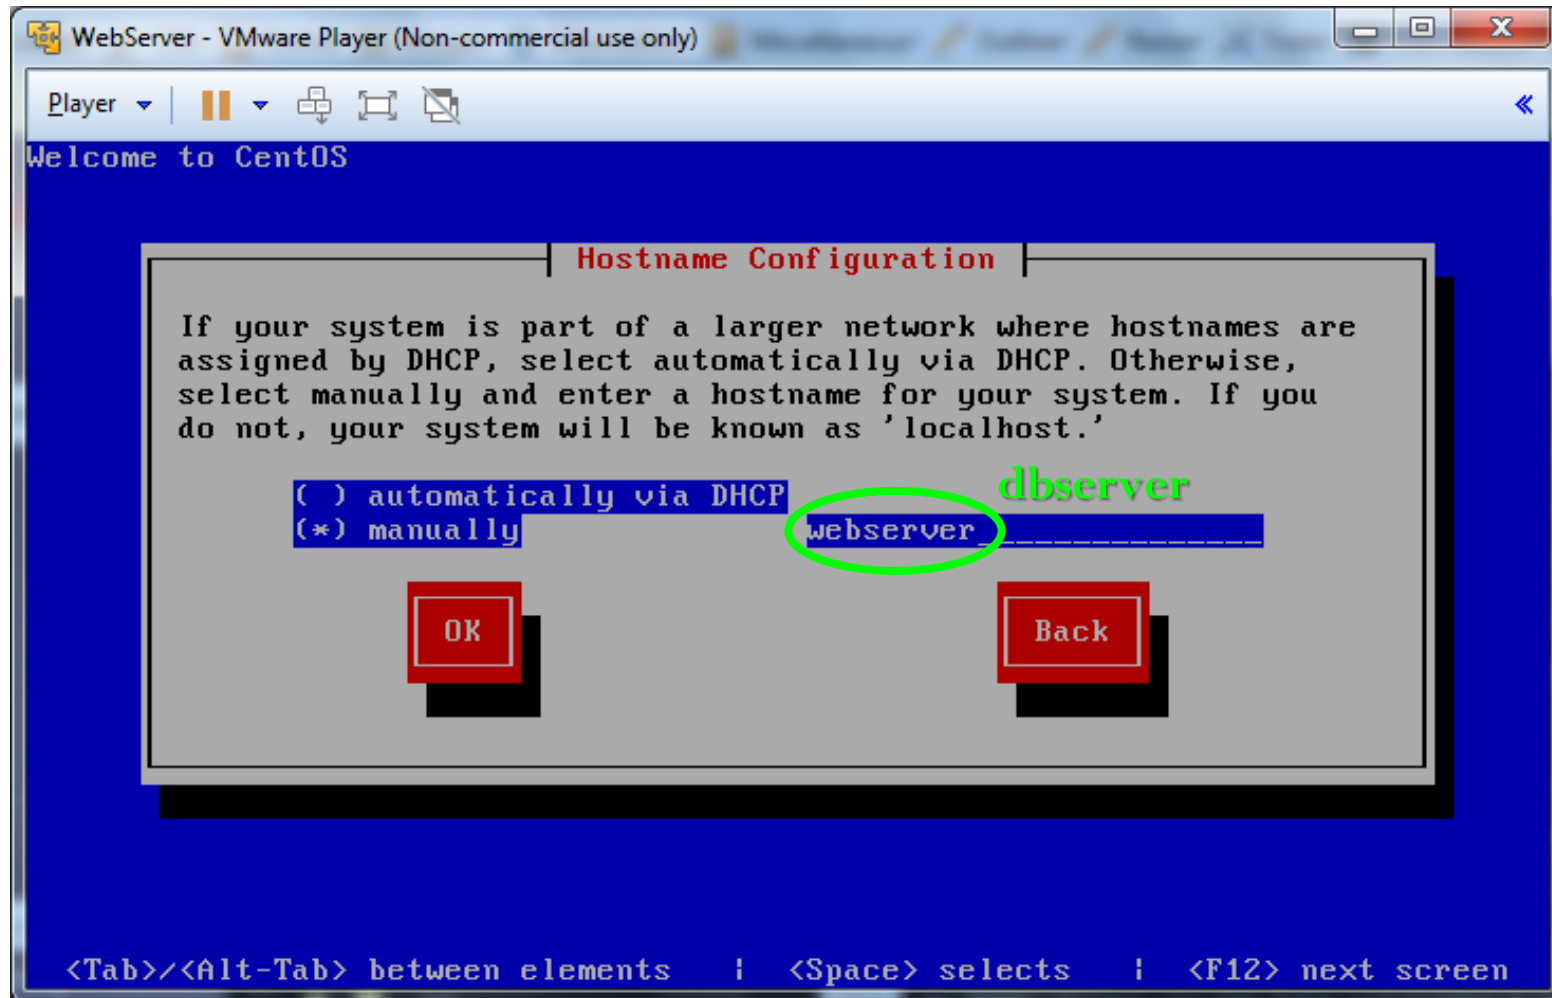 WebServer - VMware Player (Non-commercial use only)
Player
Welcome to CentOS
Hostname Configuration
If your system is part of a larger network where hostnames are
assigned by DHCP, select automatically via DHCP. Otherwise,
select manually and enter a hostname for your system. If you
do not, your system will be known as 'localhost.'
( ) automatically via DHCP
dbserver
(*) manually webserver_______________
OK Back
<Tab>/<Alt-Tab> between elements | <Space> selects | <F12> next screen